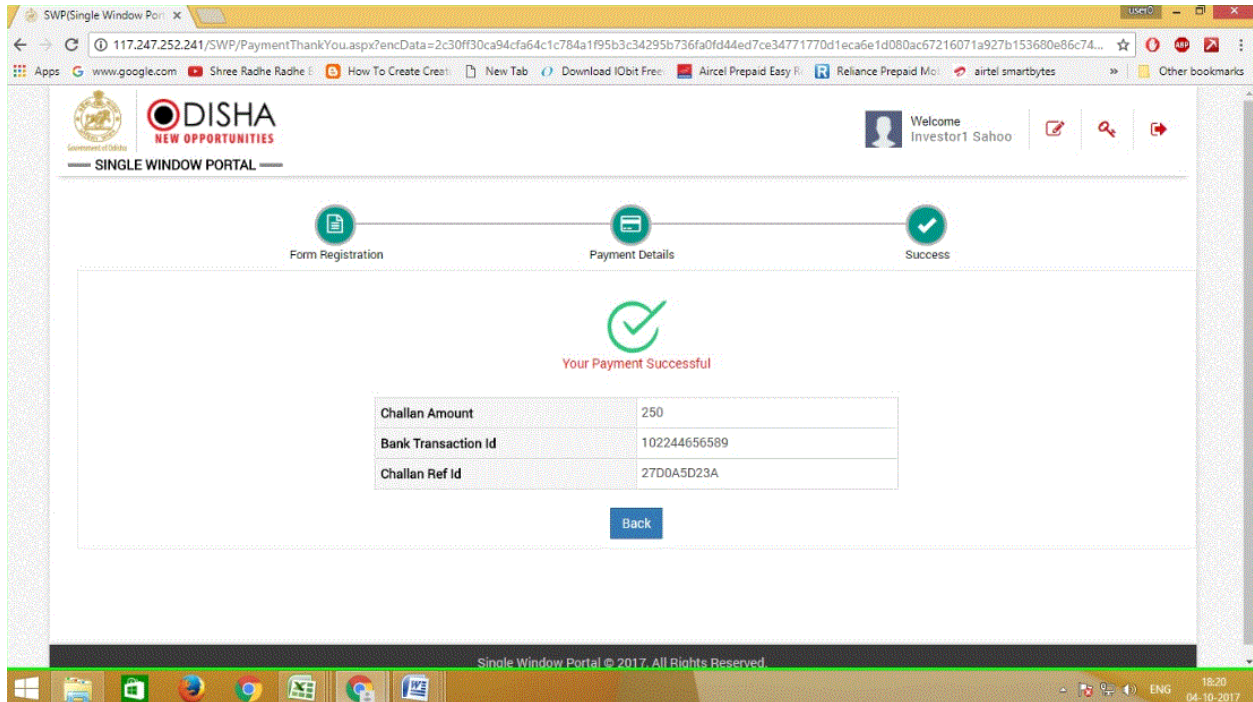 SWP(Single Window Port
user0
117.247.252.241/SWP/PaymentThankYou.aspx?encData=2c30ff30ca94cfa64c1c784a1f95b3c34295b736fa0fd44ed7ce34771770d1eca6e1d080ac67216071a927b153680e86c74...
ABP
Apps G www.google.com Shree Radhe Radhe How To Create Creat New Tab Download IObit Free Aircel Prepaid Easy R Reliance Prepaid Mo airtel smartbytes » Other bookmarks
ODISHA
NEW OPPORTUNITIES
Government of Odisha
SINGLE WINDOW PORTAL
Welcome
Investor1 Sahoo
Form Registration
Payment Details
Success
Your Payment Successful
Challan Amount 250
Bank Transaction Id 102244656589
Challan Ref Id 27D0A5D23A
Back
Single Window Portal © 2017. All Rights Reserved.
ENG
18:20
04-10-2017